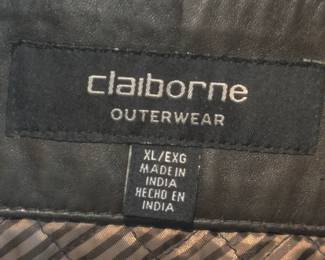 claiborne
OUTERWEAR
XL/EXG
MADE IN
INDIA
HECHO EN
INDIA